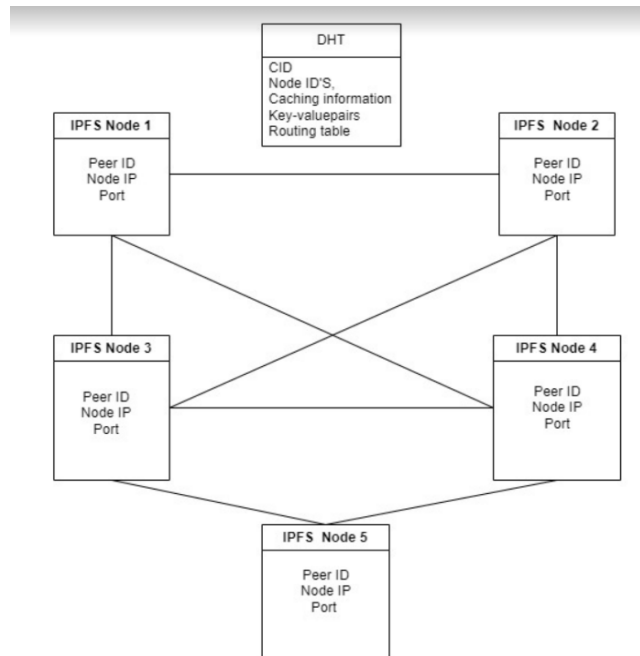 DHT
CID
Node ID'S,
Caching information
Key-valuepairs
Routing table
IPFS Node 1
Peer ID
Node IP
Port
IPFS Node 2
Peer ID
Node IP
Port
IPFS Node 3
Peer ID
Node IP
Port
IPFS Node 4
Peer ID
Node IP
Port
IPFS Node 5
Peer ID
Node IP
Port